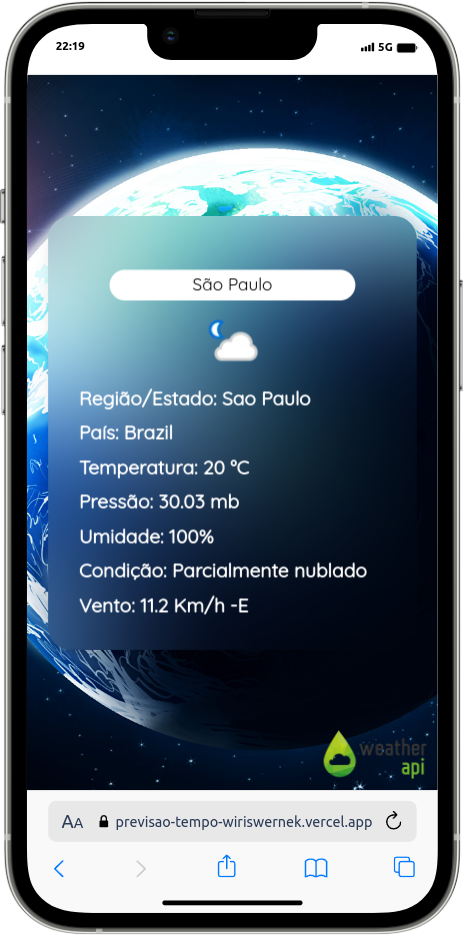 22:19
5G
São Paulo
Região/Estado: Sao Paulo
País: Brazil
Temperatura: 20 °C
Pressão: 30.03 mb
Umidade: 100%
Condição: Parcialmente nublado
Vento: 11.2 Km/h -E
weather
api
AA
previsao-tempo-wiriswernek.vercel.app